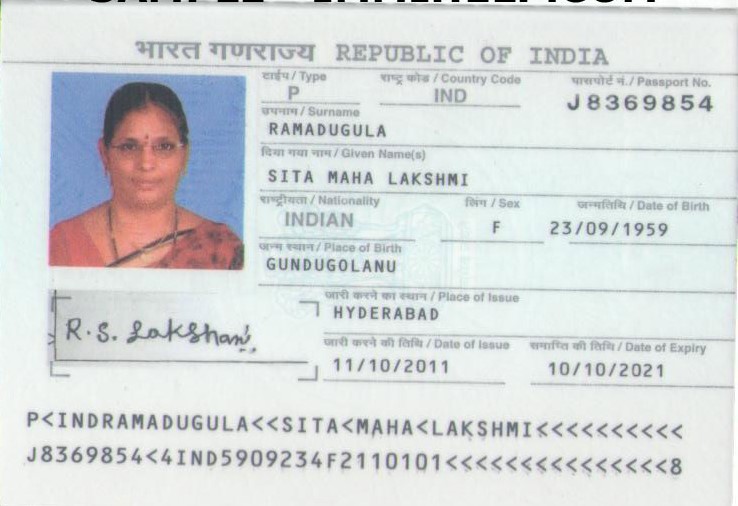 भारत गणराज्य REPUBLIC OF INDIA
टाईप / Type राष्ट्र कोड / Country Code पासपोर्ट नं. / Passport No.
P IND J8369854
उपनाम / Surname
RAMADUGULA
दिया गया नाम / Given Name(s)
SITA MAHA LAKSHMI
राष्ट्रीयता / Nationality लिंग / Sex जन्मतिथि / Date of Birth
INDIAN F 23/09/1959
जन्म स्थान / Place of Birth
GUNDUGOLANU
जारी करने का स्थान / Place of Issue
HYDERABAD
R. S. Lakshmi
जारी करने की तिथि / Date of Issue समाप्ति की तिथि / Date of Expiry
11/10/2011 10/10/2021
P<INDRAMADUGULA<<SITA<MAHA<LAKSHMI<<<<<<<<<<
J8369854<4IND5909234F2110101<<<<<<<<<<<<<<<8